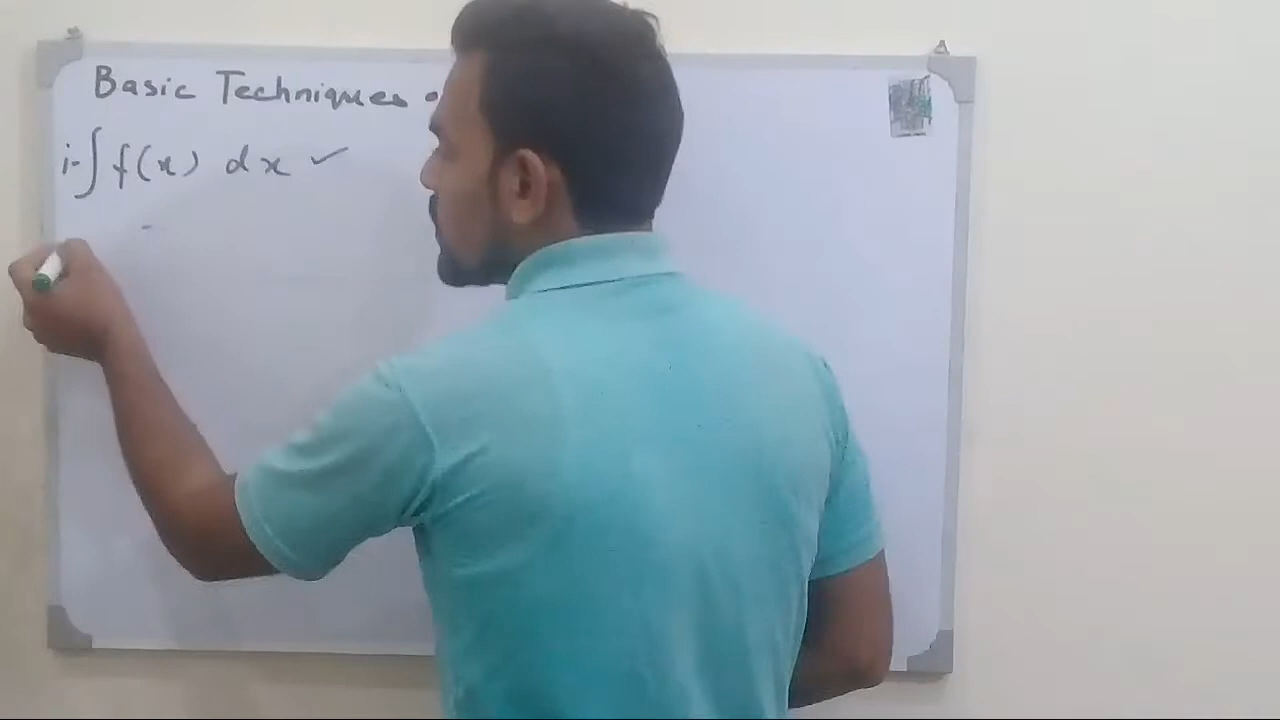 Basic Techniques
i- ∫ f(x) dx ✓